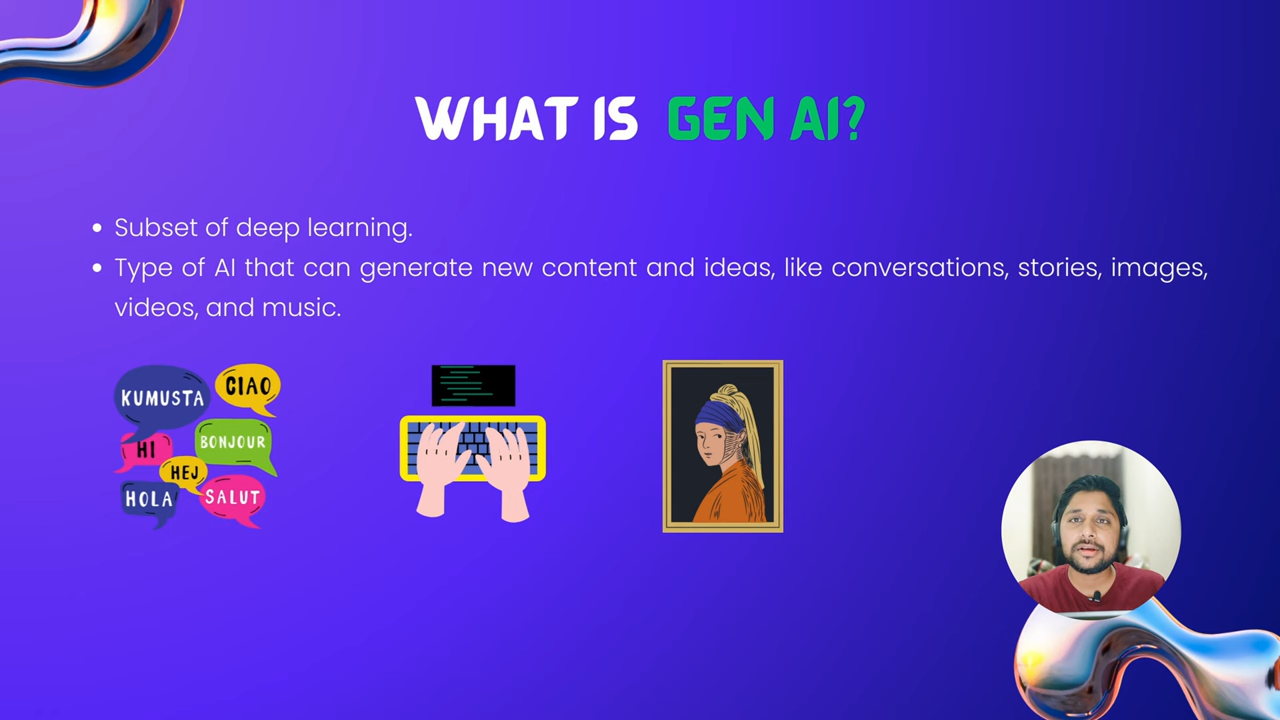 WHAT IS GEN AI?
Subset of deep learning.
Type of AI that can generate new content and ideas, like conversations, stories, images,
videos, and music.
KUMUSTA
CIAO
HI
BONJOUR
HEJ
HOLA
SALUT